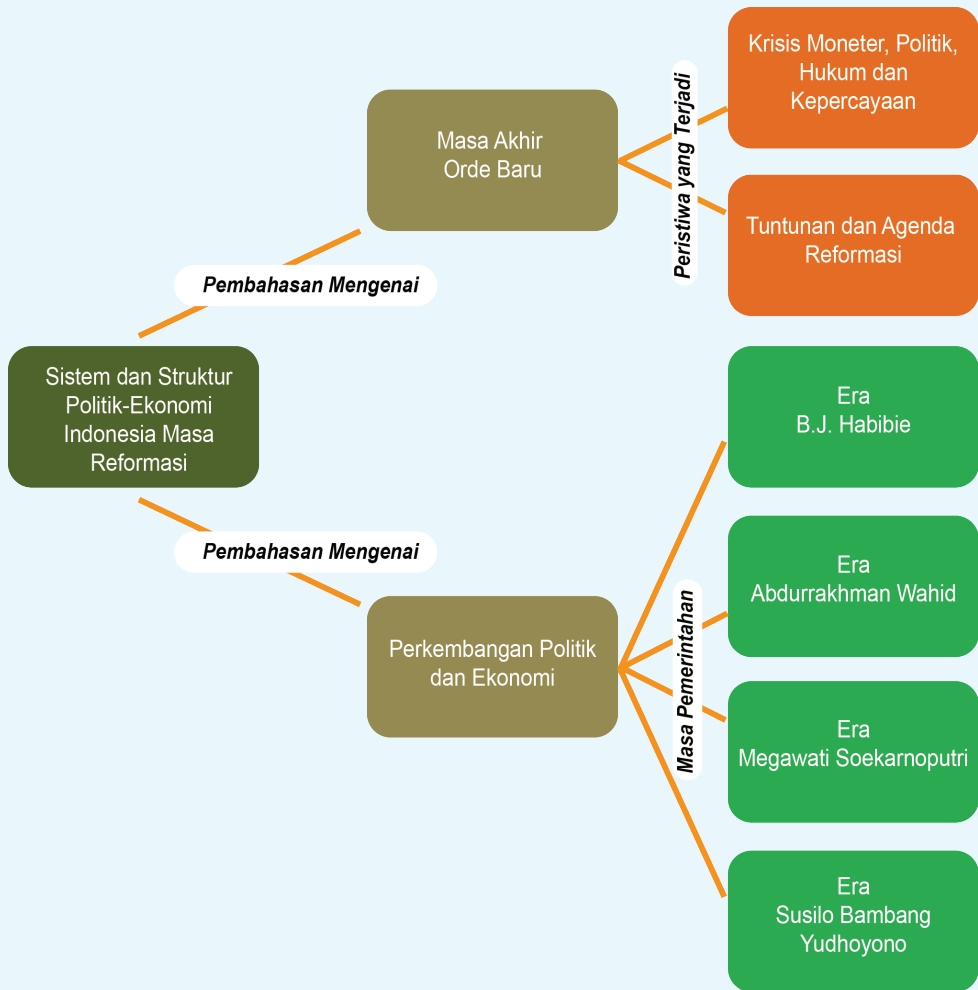 Krisis Moneter, Politik,
Hukum dan
Kepercayaan
Masa Akhir
Orde Baru
Peristiwa yang Terjadi
Tuntunan dan Agenda
Reformasi
Pembahasan Mengenai
Sistem dan Struktur
Politik-Ekonomi
Indonesia Masa
Reformasi
Era
B.J. Habibie
Pembahasan Mengenai
Era
Abdurrakhman Wahid
Perkembangan Politik
dan Ekonomi
Masa Pemerintahan
Era
Megawati Soekarnoputri
Era
Susilo Bambang
Yudhoyono